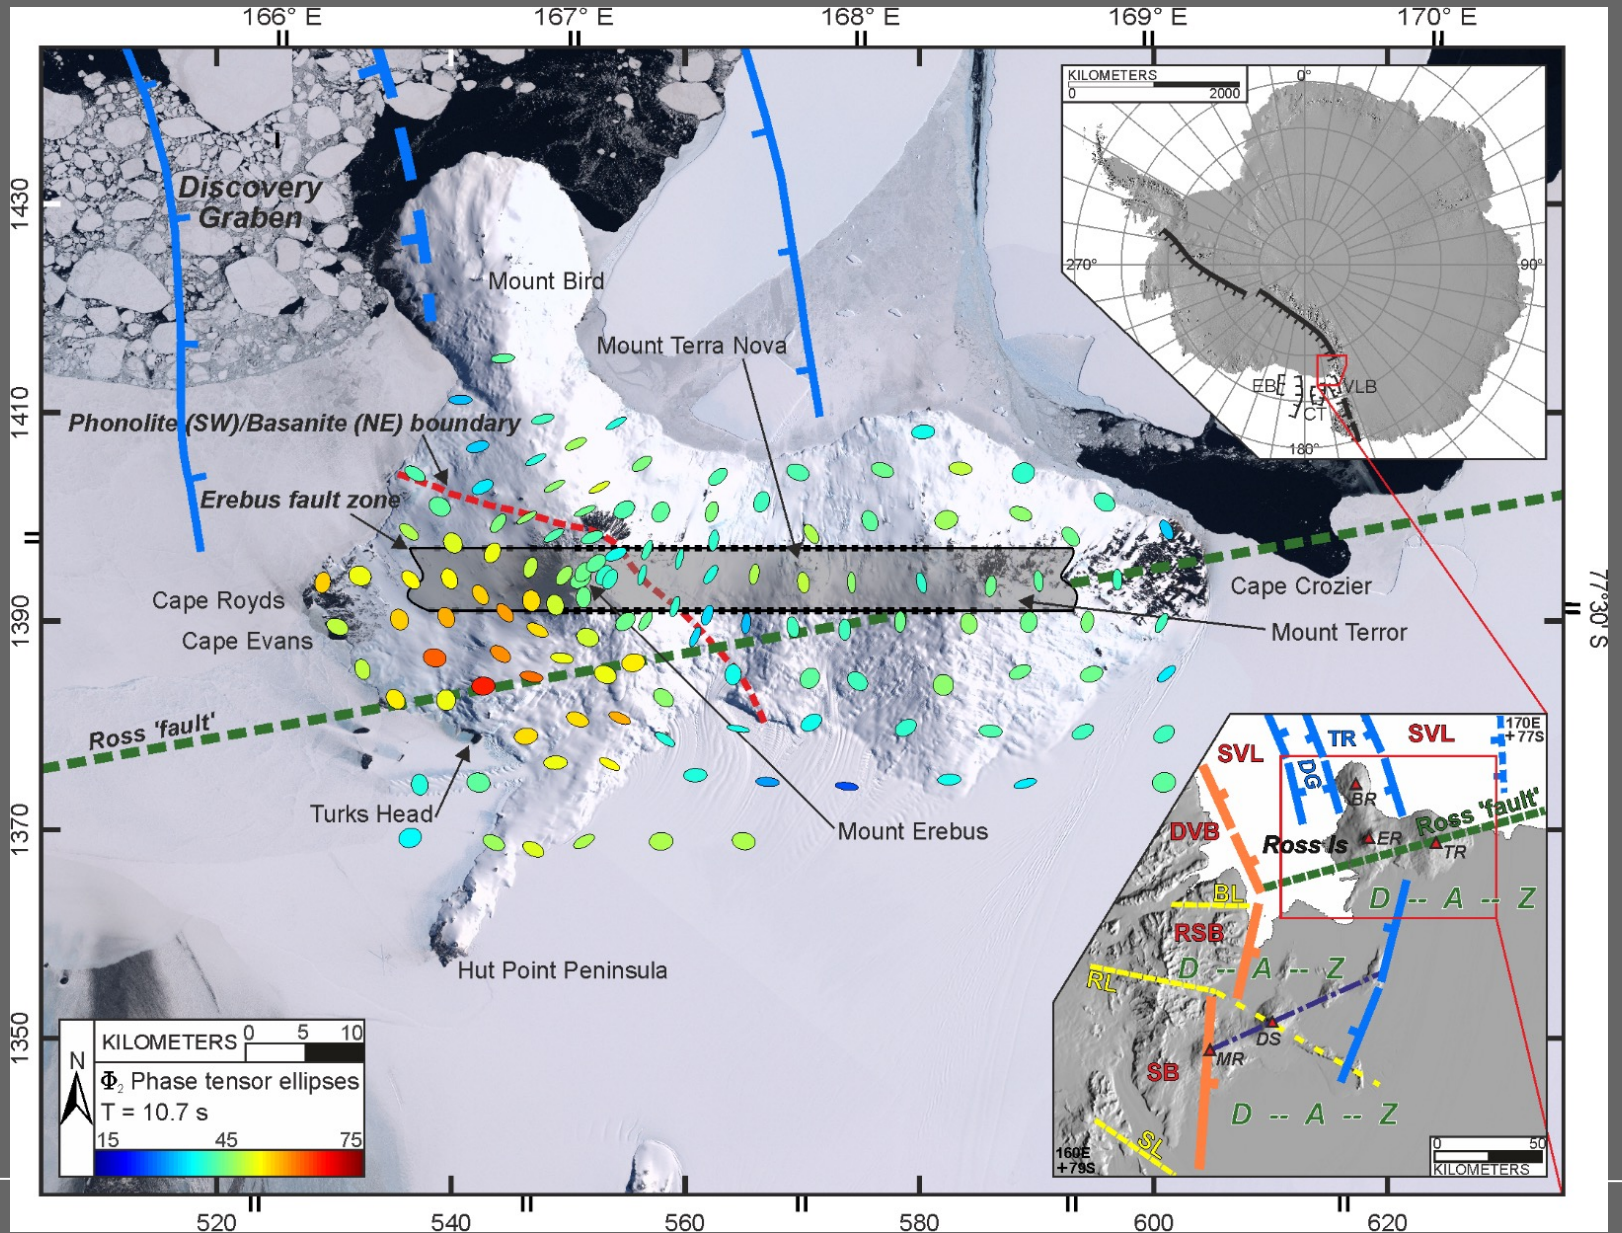 166° E
167° E
168° E
169° E
170° E
KILOMETERS
0
2000
0°
270°
90°
180°
EB
VLB
CT
1430
1410
1390
1370
1350
Discovery
Graben
Mount Bird
Mount Terra Nova
Phonolite (SW)/Basanite (NE) boundary
Erebus fault zone
Cape Royds
Cape Evans
Cape Crozier
Mount Terror
77°30'S
Ross 'fault'
Turks Head
Mount Erebus
Hut Point Peninsula
N
KILOMETERS
0 5 10
Φ2 Phase tensor ellipses
T = 10.7 s
15 45 75
SVL
TR
SVL
170E
+77S
DG
BR
DVB
Ross Is
ER
Ross 'fault'
TR
BL
D -- A -- Z
RSB
D -- A -- Z
RL
DS
MR
SB
D -- A -- Z
SL
160E
+79S
0 50
KILOMETERS
520
540
560
580
600
620